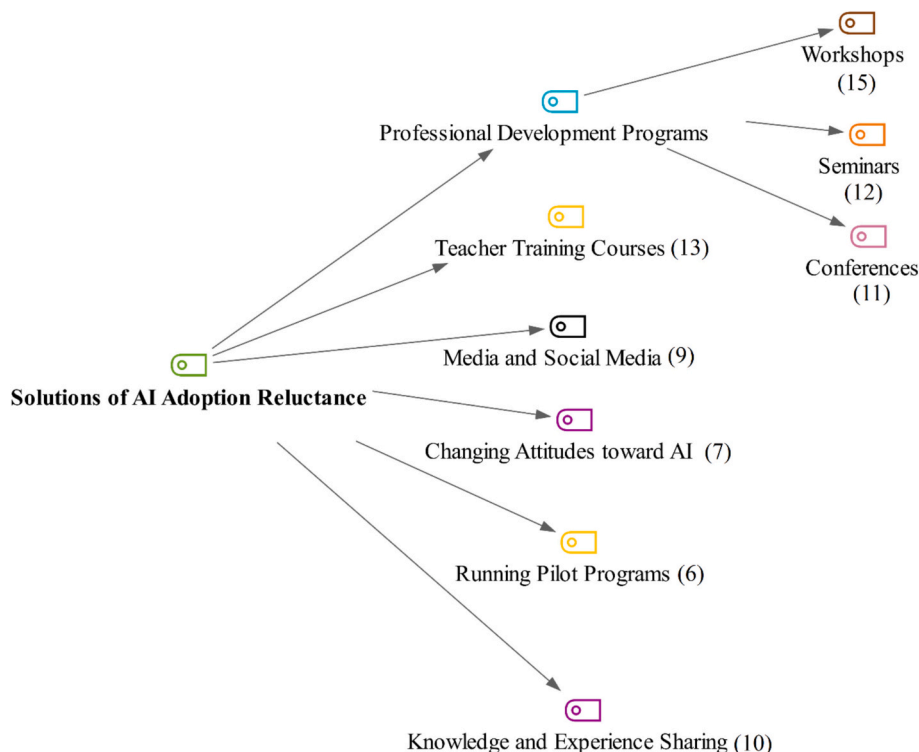 Workshops
(15)
Professional Development Programs
Seminars
(12)
Teacher Training Courses (13)
Conferences
(11)
Media and Social Media (9)
Solutions of AI Adoption Reluctance
Changing Attitudes toward AI (7)
Running Pilot Programs (6)
Knowledge and Experience Sharing (10)